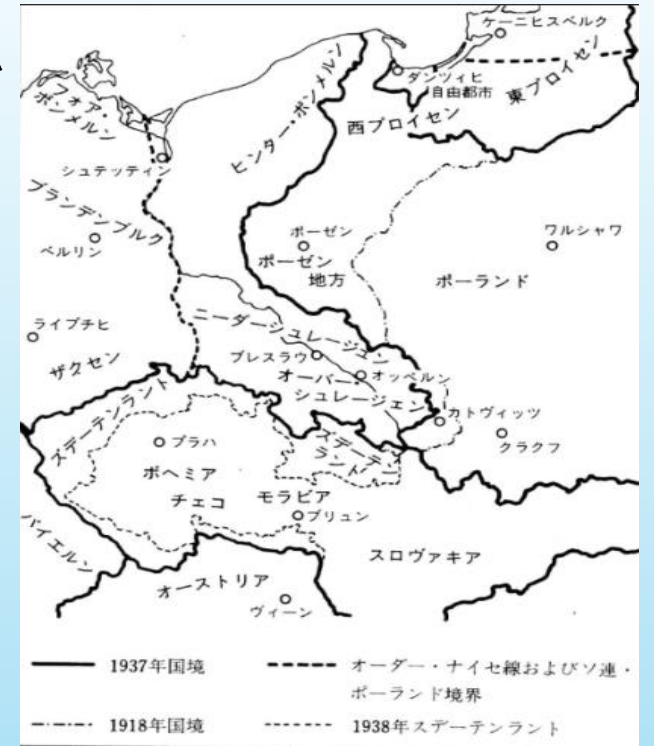 ケーニヒスベルク
ダンツィヒ
自由都市
東プロイセン
西プロイセン
フォア・
ポンメルン
ヒンター・ポンメルン
シュテッティン
ブランデンブルク
ベルリン
ポーゼン
ポーゼン
地方
ワルシャワ
ポーランド
ライプチヒ
ザクセン
ニーダーシュレージェン
ブレスラウ
オーバー・
シュレージェン
オッペルン
カトヴィッツ
クラクフ
ズデーテンラント
プラハ
ボヘミア
チェコ
ズデーテン
ラント
モラビア
ブリュン
バイエルン
オーストリア
スロヴァキア
ヴィーン
1937年国境
オーダー・ナイセ線およびソ連・
ポーランド境界
1918年国境
1938年ズデーテンラント